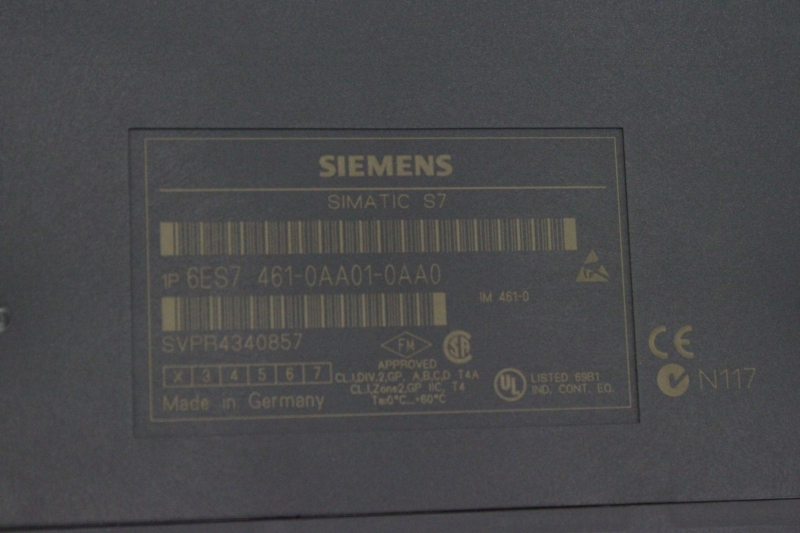 SIEMENS
SIMATIC S7
1P 6ES7 461-0AA01-0AA0
IM 461-0
SVPR4340857
FM
APPROVED
CL.I,DIV.2,GP. A,B,C,D T4A
CL.I,Zone2,GP IIC, T4
Ta:0°C...+60°C
SA
UL
LISTED 69B1
IND. CONT. EQ.
X 3 4 5 6 7
Made in Germany
CE
N117